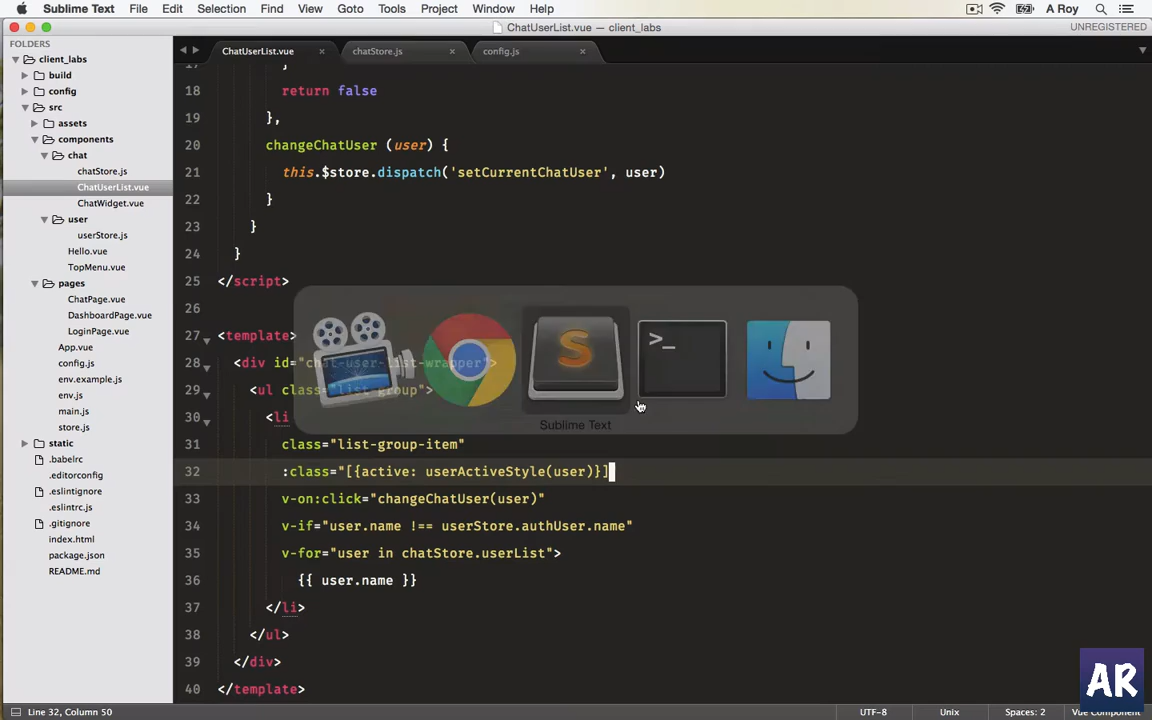 Sublime Text File Edit Selection Find View Goto Tools Project Window Help A Roy
ChatUserList.vue — client_labs UNREGISTERED
FOLDERS
client_labs
build
config
src
assets
components
chat
chatStore.js
ChatUserList.vue
ChatWidget.vue
user
userStore.js
Hello.vue
TopMenu.vue
pages
ChatPage.vue
DashboardPage.vue
LoginPage.vue
App.vue
config.js
env.example.js
env.js
main.js
store.js
static
.babelrc
.editorconfig
.eslintignore
.eslintrc.js
.gitignore
index.html
package.json
README.md
ChatUserList.vue chatStore.js config.js
17 }
18 return false
19 },
20 changeChatUser (user) {
21 this.$store.dispatch('setCurrentChatUser', user)
22 }
23 }
24 }
25 </script>
26
27 <template>
28 <div id="chat-user-list-wrapper">
29 <ul class="list-group">
30 <li
31 class="list-group-item"
32 :class="[{active: userActiveStyle(user)}]
33 v-on:click="changeChatUser(user)"
34 v-if="user.name !== userStore.authUser.name"
35 v-for="user in chatStore.userList">
36 {{ user.name }}
37 </li>
38 </ul>
39 </div>
40 </template>
S
>_
Sublime Text
AR
Line 32, Column 50 UTF-8 Unix Spaces: 2 Vue Component